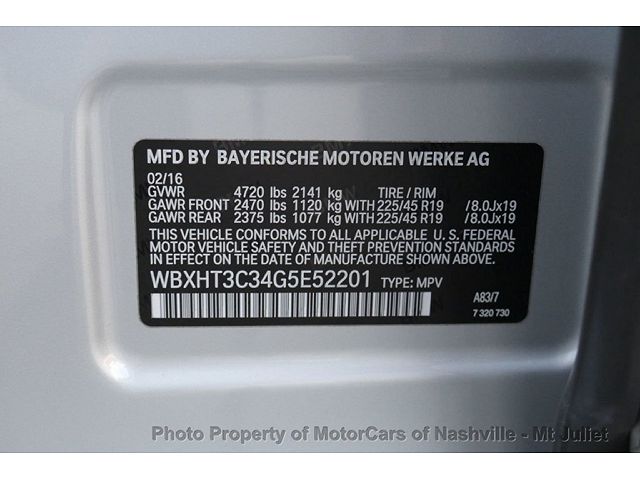 MFD BY BAYERISCHE MOTOREN WERKE AG
02/16
GVWR 4720 lbs 2141 kg TIRE / RIM
GAWR FRONT 2470 lbs 1120 kg WITH 225/45 R19 /8.0Jx19
GAWR REAR 2375 lbs 1077 kg WITH 225/45 R19 /8.0Jx19
THIS VEHICLE CONFORMS TO ALL APPLICABLE U. S. FEDERAL
MOTOR VEHICLE SAFETY AND THEFT PREVENTION STANDARDS
IN EFFECT ON THE DATE OF MANUFACTURE SHOWN ABOVE.
WBXHT3C34G5E52201 TYPE: MPV
A83/7
7 320 730
Photo Property of MotorCars of Nashville - Mt Juliet